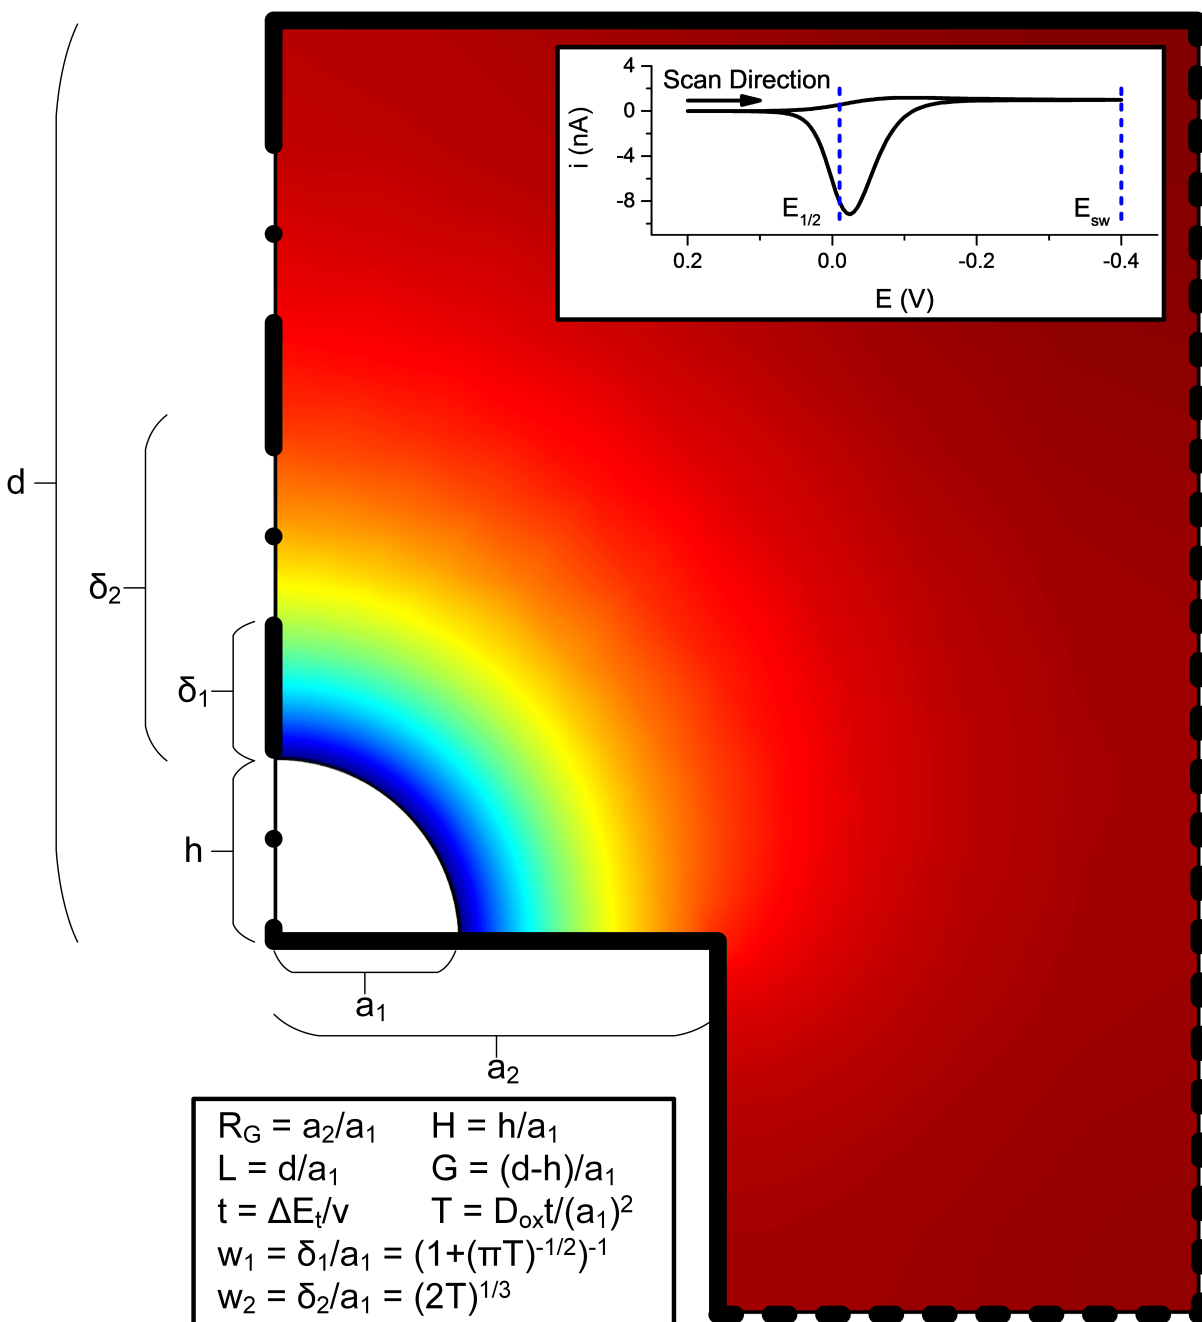 4
Scan Direction
0
-4
-8
i (nA)
E1/2
Esw
0.2 0.0 -0.2 -0.4
E (V)
d
δ2
δ1
h
a1
a2
RG = a2/a1 H = h/a1
L = d/a1 G = (d-h)/a1
t = ΔEt/v T = Doxt/(a1)²
w1 = δ1/a1 = (1+(πT)^-1/2)^-1
w2 = δ2/a1 = (2T)^1/3